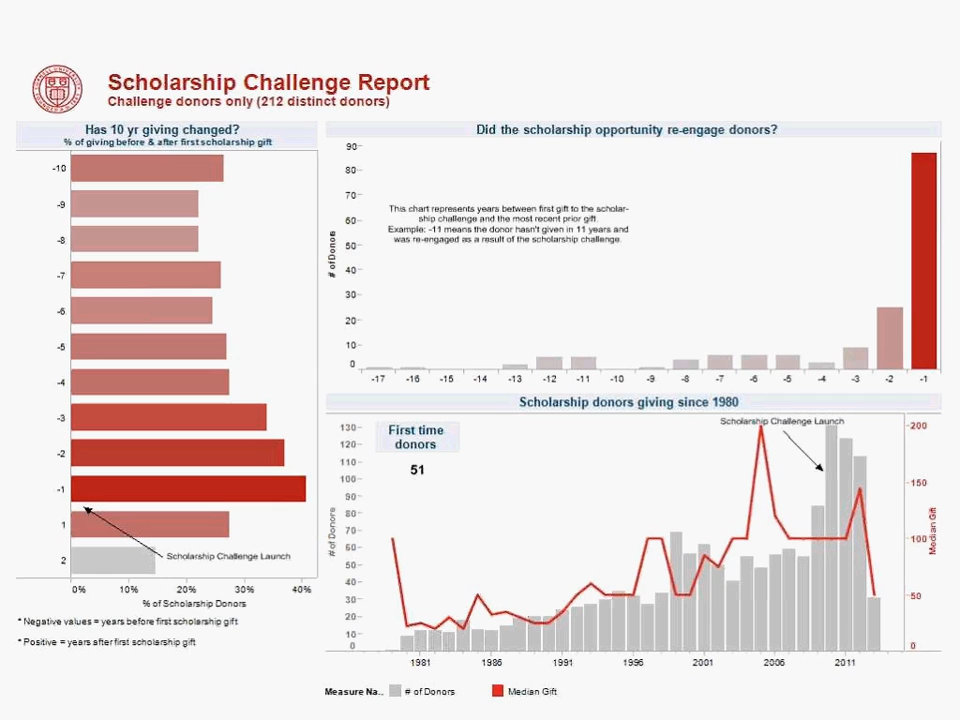 Scholarship Challenge Report
Challenge donors only (212 distinct donors)
Has 10 yr giving changed?
% of giving before & after first scholarship gift
-10
-9
-8
-7
-6
-5
-4
-3
-2
-1
1
2
Scholarship Challenge Launch
0% 10% 20% 30% 40%
% of Scholarship Donors
* Negative values = years before first scholarship gift
* Positive = years after first scholarship gift
Did the scholarship opportunity re-engage donors?
90
80
70
60
50
40
30
20
10
0
# of Donors
This chart represents years between first gift to the scholar-
ship challenge and the most recent prior gift.
Example: -11 means the donor hasn't given in 11 years and
was re-engaged as a result of the scholarship challenge.
-17 -16 -15 -14 -13 -12 -11 -10 -9 -8 -7 -6 -5 -4 -3 -2 -1
Scholarship donors giving since 1980
First time
donors
51
Scholarship Challenge Launch
130
120
110
100
90
80
70
60
50
40
30
20
10
0
# of Donors
200
150
100
50
0
Median Gift
1981 1986 1991 1996 2001 2006 2011
Measure Na.. # of Donors Median Gift